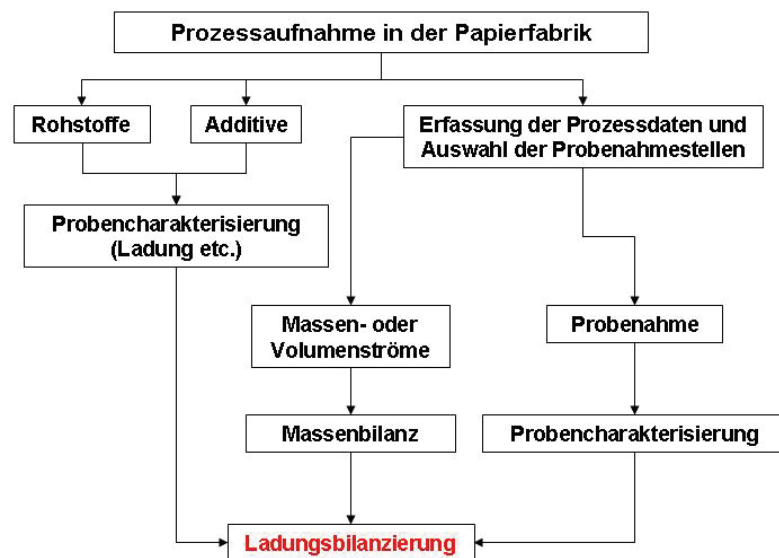 Prozessaufnahme in der Papierfabrik
Rohstoffe
Additive
Erfassung der Prozessdaten und
Auswahl der Probenahmestellen
Probencharakterisierung
(Ladung etc.)
Massen- oder
Volumenströme
Probenahme
Massenbilanz
Probencharakterisierung
Ladungsbilanzierung